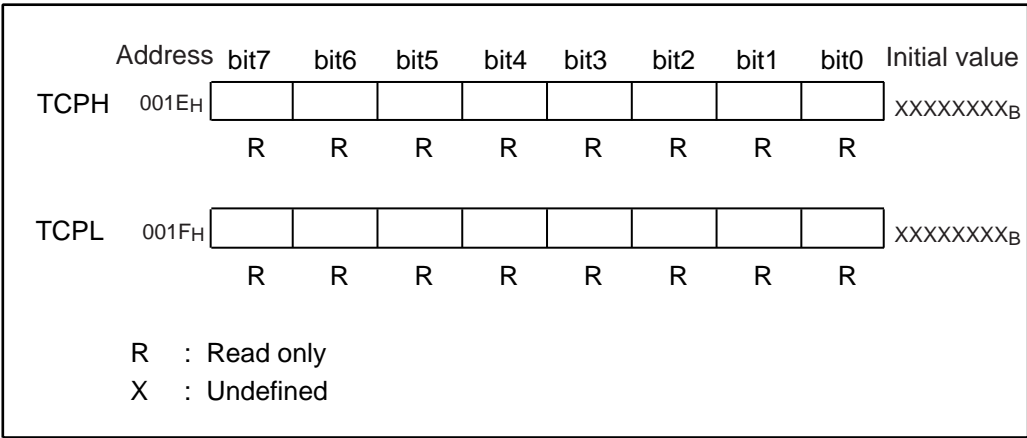 Address bit7 bit6 bit5 bit4 bit3 bit2 bit1 bit0 Initial value
TCPH 001EH XXXXXXXXB
R R R R R R R R
TCPL 001FH XXXXXXXXB
R R R R R R R R
R : Read only
X : Undefined